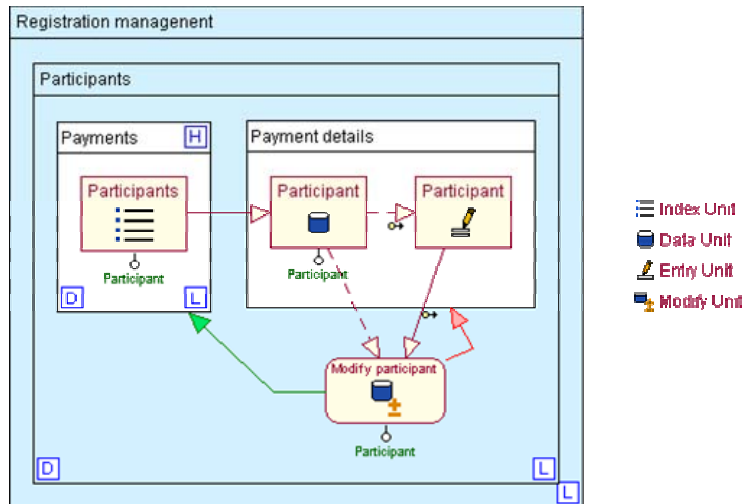 Registration management
Participants
Payments
H
Payment details
Participants
Participant
Participant
Participant
Participant
D
L
Modify participant
Participant
D
L
L
Index Unit
Data Unit
Entry Unit
Modify Unit